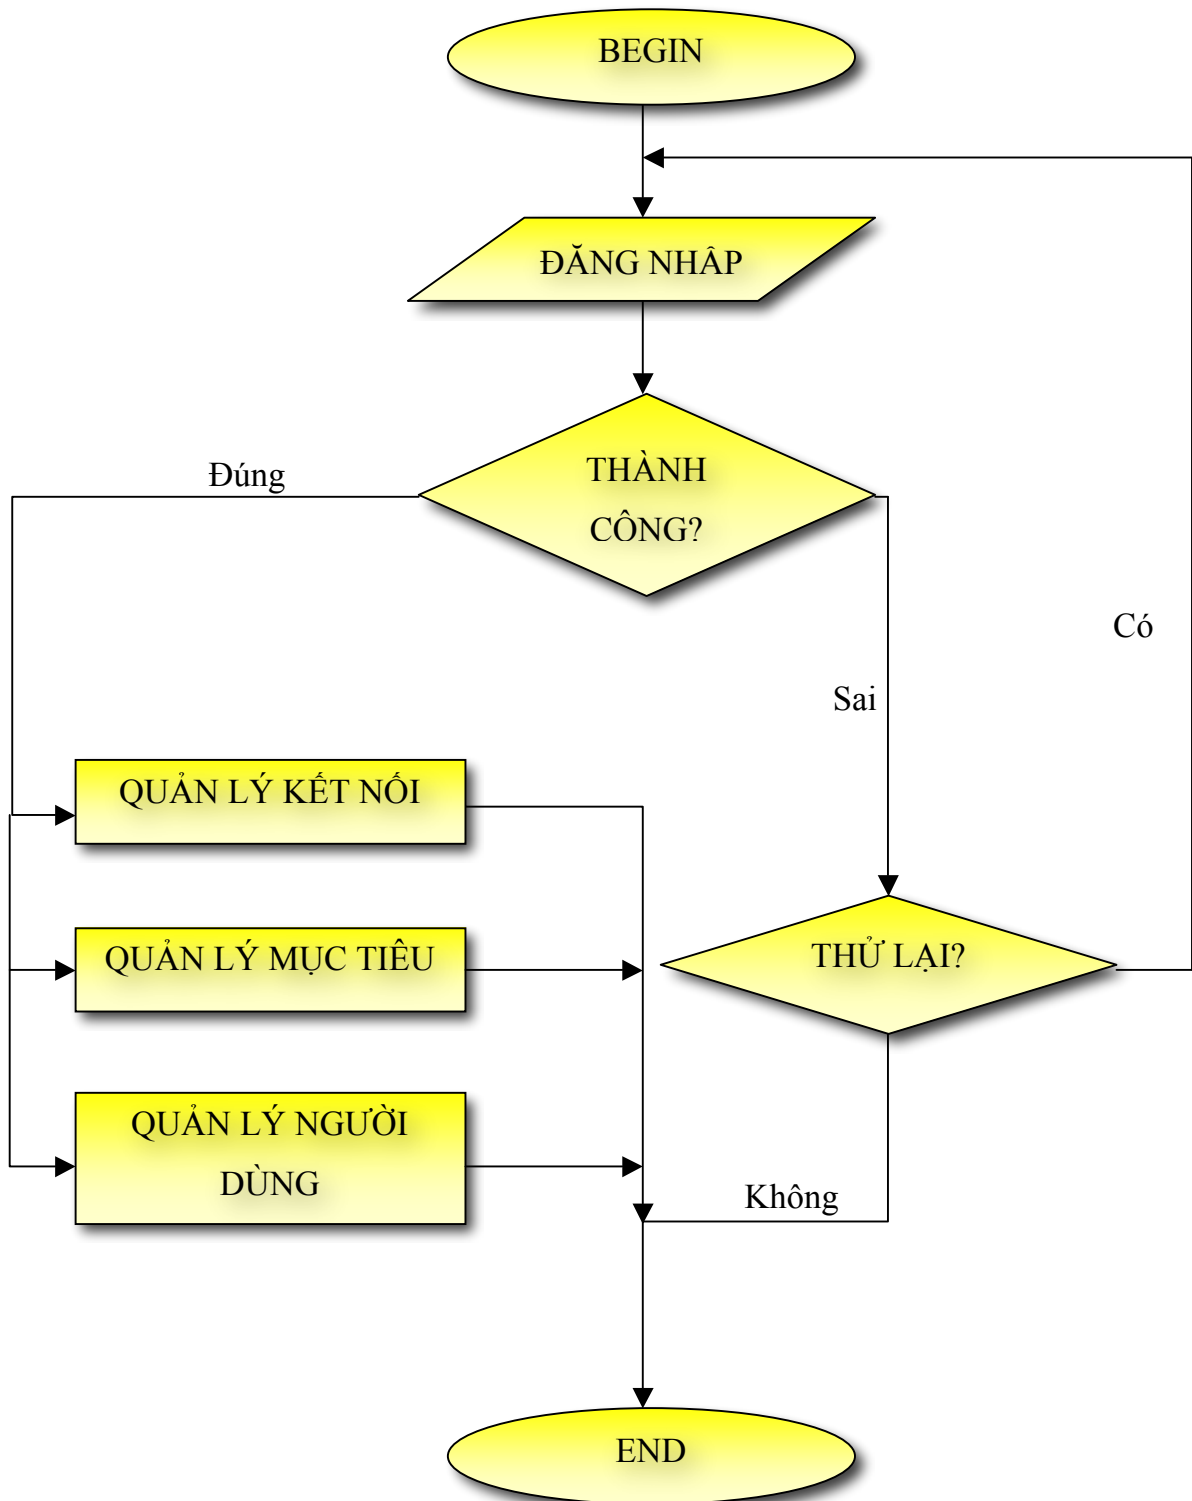 BEGIN
ĐĂNG NHÂP
THÀNH
CÔNG?
Đúng
Có
Sai
QUẢN LÝ KẾT NỐI
QUẢN LÝ MỤC TIÊU
THỬ LẠI?
QUẢN LÝ NGƯỜI
DÙNG
Không
END